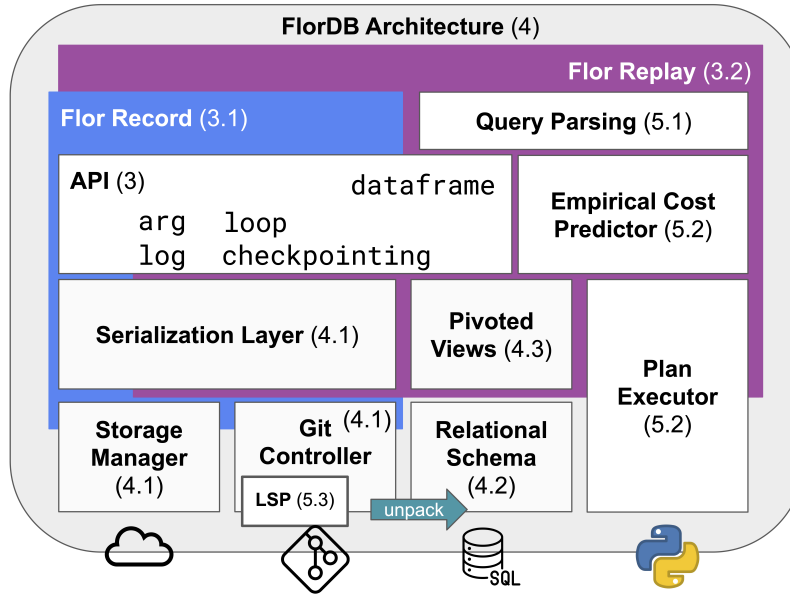 FlorDB Architecture (4)
Flor Replay (3.2)
Flor Record (3.1)
Query Parsing (5.1)
API (3)
dataframe
arg loop
log checkpointing
Empirical Cost
Predictor (5.2)
Serialization Layer (4.1)
Pivoted
Views (4.3)
Plan
Executor
(5.2)
Storage
Manager
(4.1)
Git (4.1)
Controller
LSP (5.3)
unpack
Relational
Schema
(4.2)
SQL